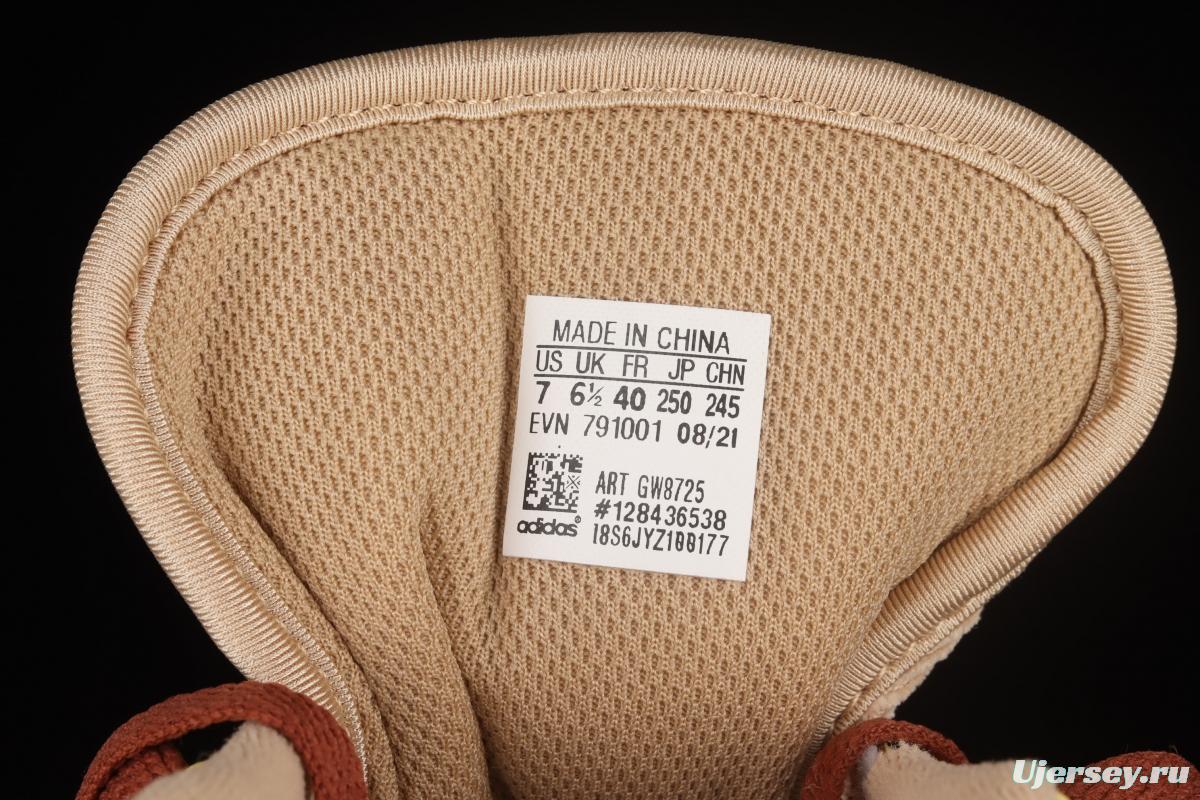 MADE IN CHINA
US UK FR JP CHN
7 6½ 40 250 245
EVN 791001 08/21
ART GW8725
#128436538
adidas®
I8S6JYZ100177
Ujersey.ru